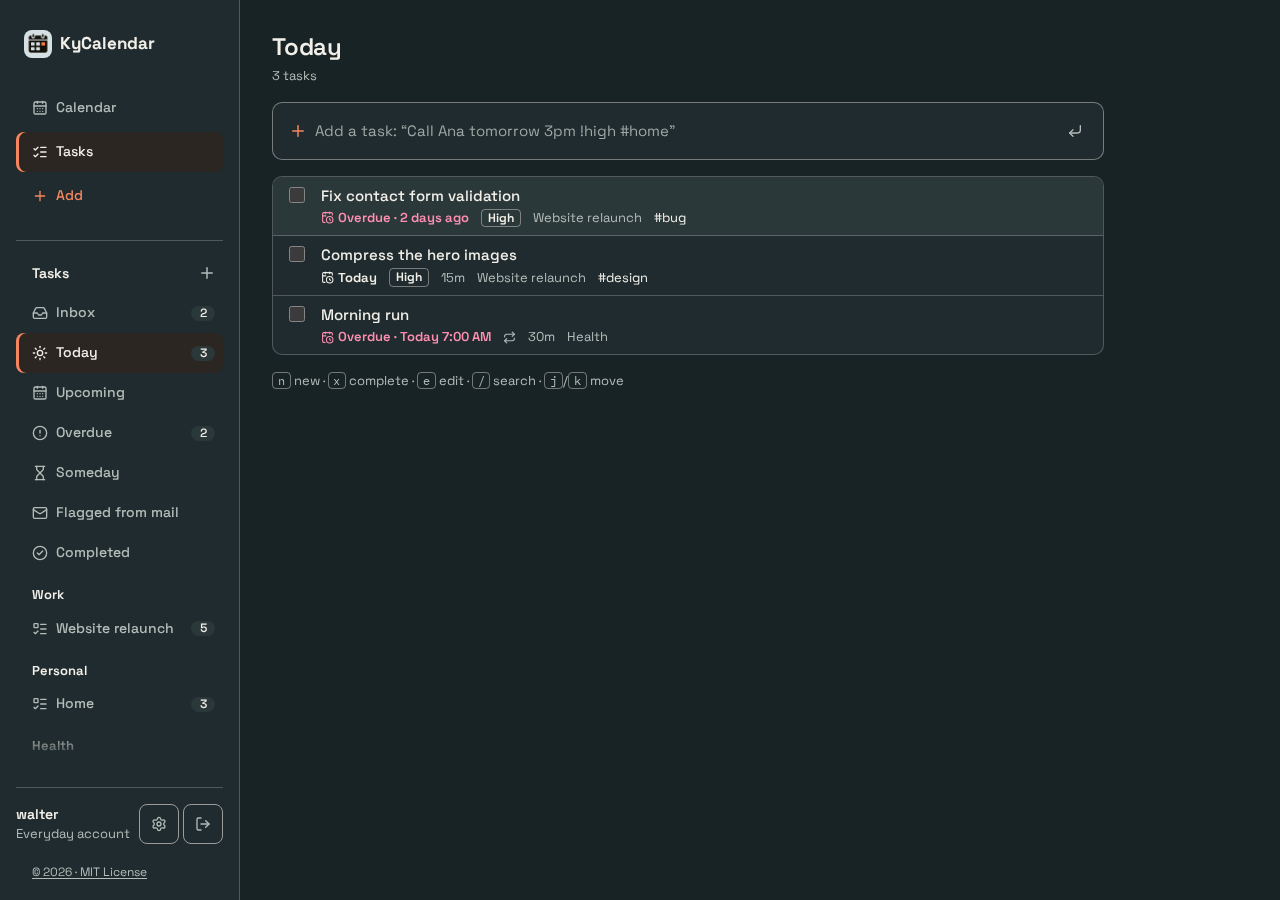 KyCalendar
Calendar
Tasks
Add
Tasks
Inbox 2
Today 3
Upcoming
Overdue 2
Someday
Flagged from mail
Completed
Work
Website relaunch 5
Personal
Home 3
Health
walter
Everyday account
© 2026 · MIT License
Today
3 tasks
Add a task: “Call Ana tomorrow 3pm !high #home”
Fix contact form validation
Overdue · 2 days ago High Website relaunch #bug
Compress the hero images
Today High 15m Website relaunch #design
Morning run
Overdue · Today 7:00 AM 30m Health
n new · x complete · e edit · / search · j/k move